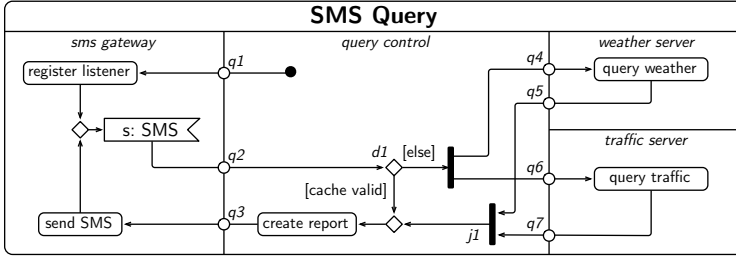 SMS Query
sms gateway
query control
weather server
register listener
q1
q4
query weather
q5
s: SMS
traffic server
q2
d1
[else]
q6
query traffic
[cache valid]
q3
send SMS
create report
j1
q7